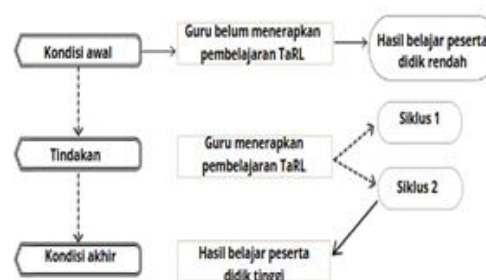 Kondisi awal
Guru belum menerapkan
pembelajaran TaRL
Hasil belajar peserta
didik rendah
Tindakan
Guru menerapkan
pembelajaran TaRL
Siklus 1
Siklus 2
Kondisi akhir
Hasil belajar peserta
didik tinggi